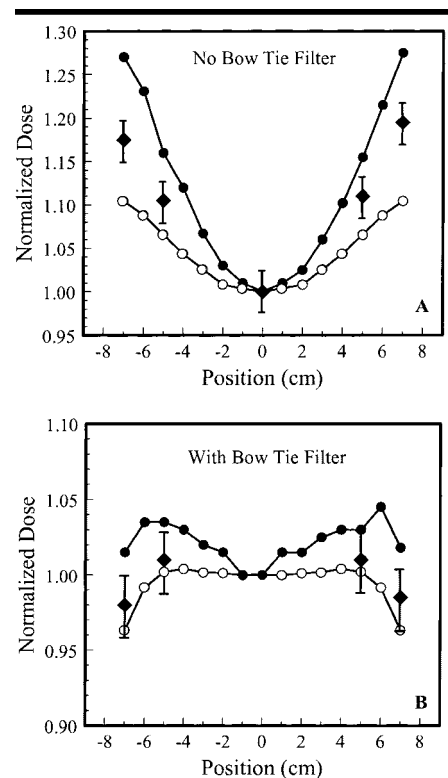 1.30
No Bow Tie Filter
1.25
1.20
1.15
1.10
1.05
1.00
0.95
Normalized Dose
A
-8 -6 -4 -2 0 2 4 6 8
Position (cm)
1.10
With Bow Tie Filter
1.05
1.00
0.95
0.90
Normalized Dose
B
-8 -6 -4 -2 0 2 4 6 8
Position (cm)